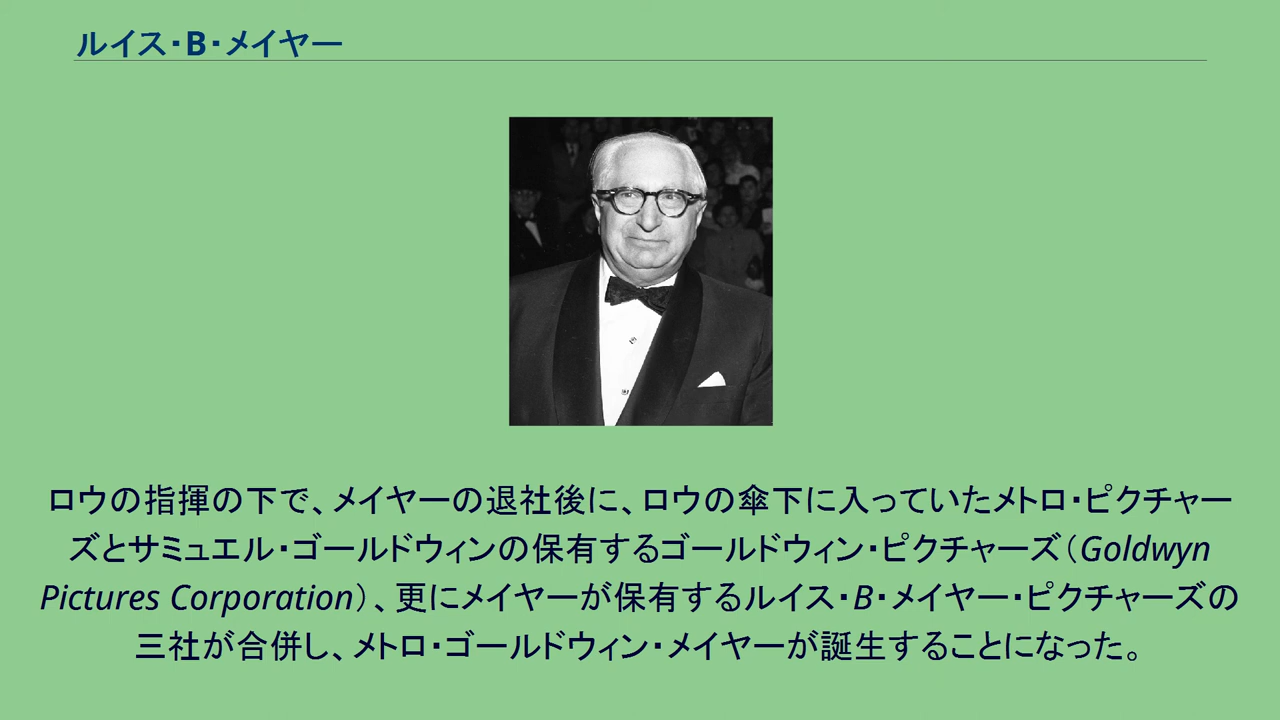 ルイス・B・メイヤー
ロウの指揮の下で、メイヤーの退社後に、ロウの傘下に入っていたメトロ・ピクチャー
ズとサミュエル・ゴールドウィンの保有するゴールドウィン・ピクチャーズ（Goldwyn
Pictures Corporation）、更にメイヤーが保有するルイス・B・メイヤー・ピクチャーズの
三社が合併し、メトロ・ゴールドウィン・メイヤーが誕生することになった。